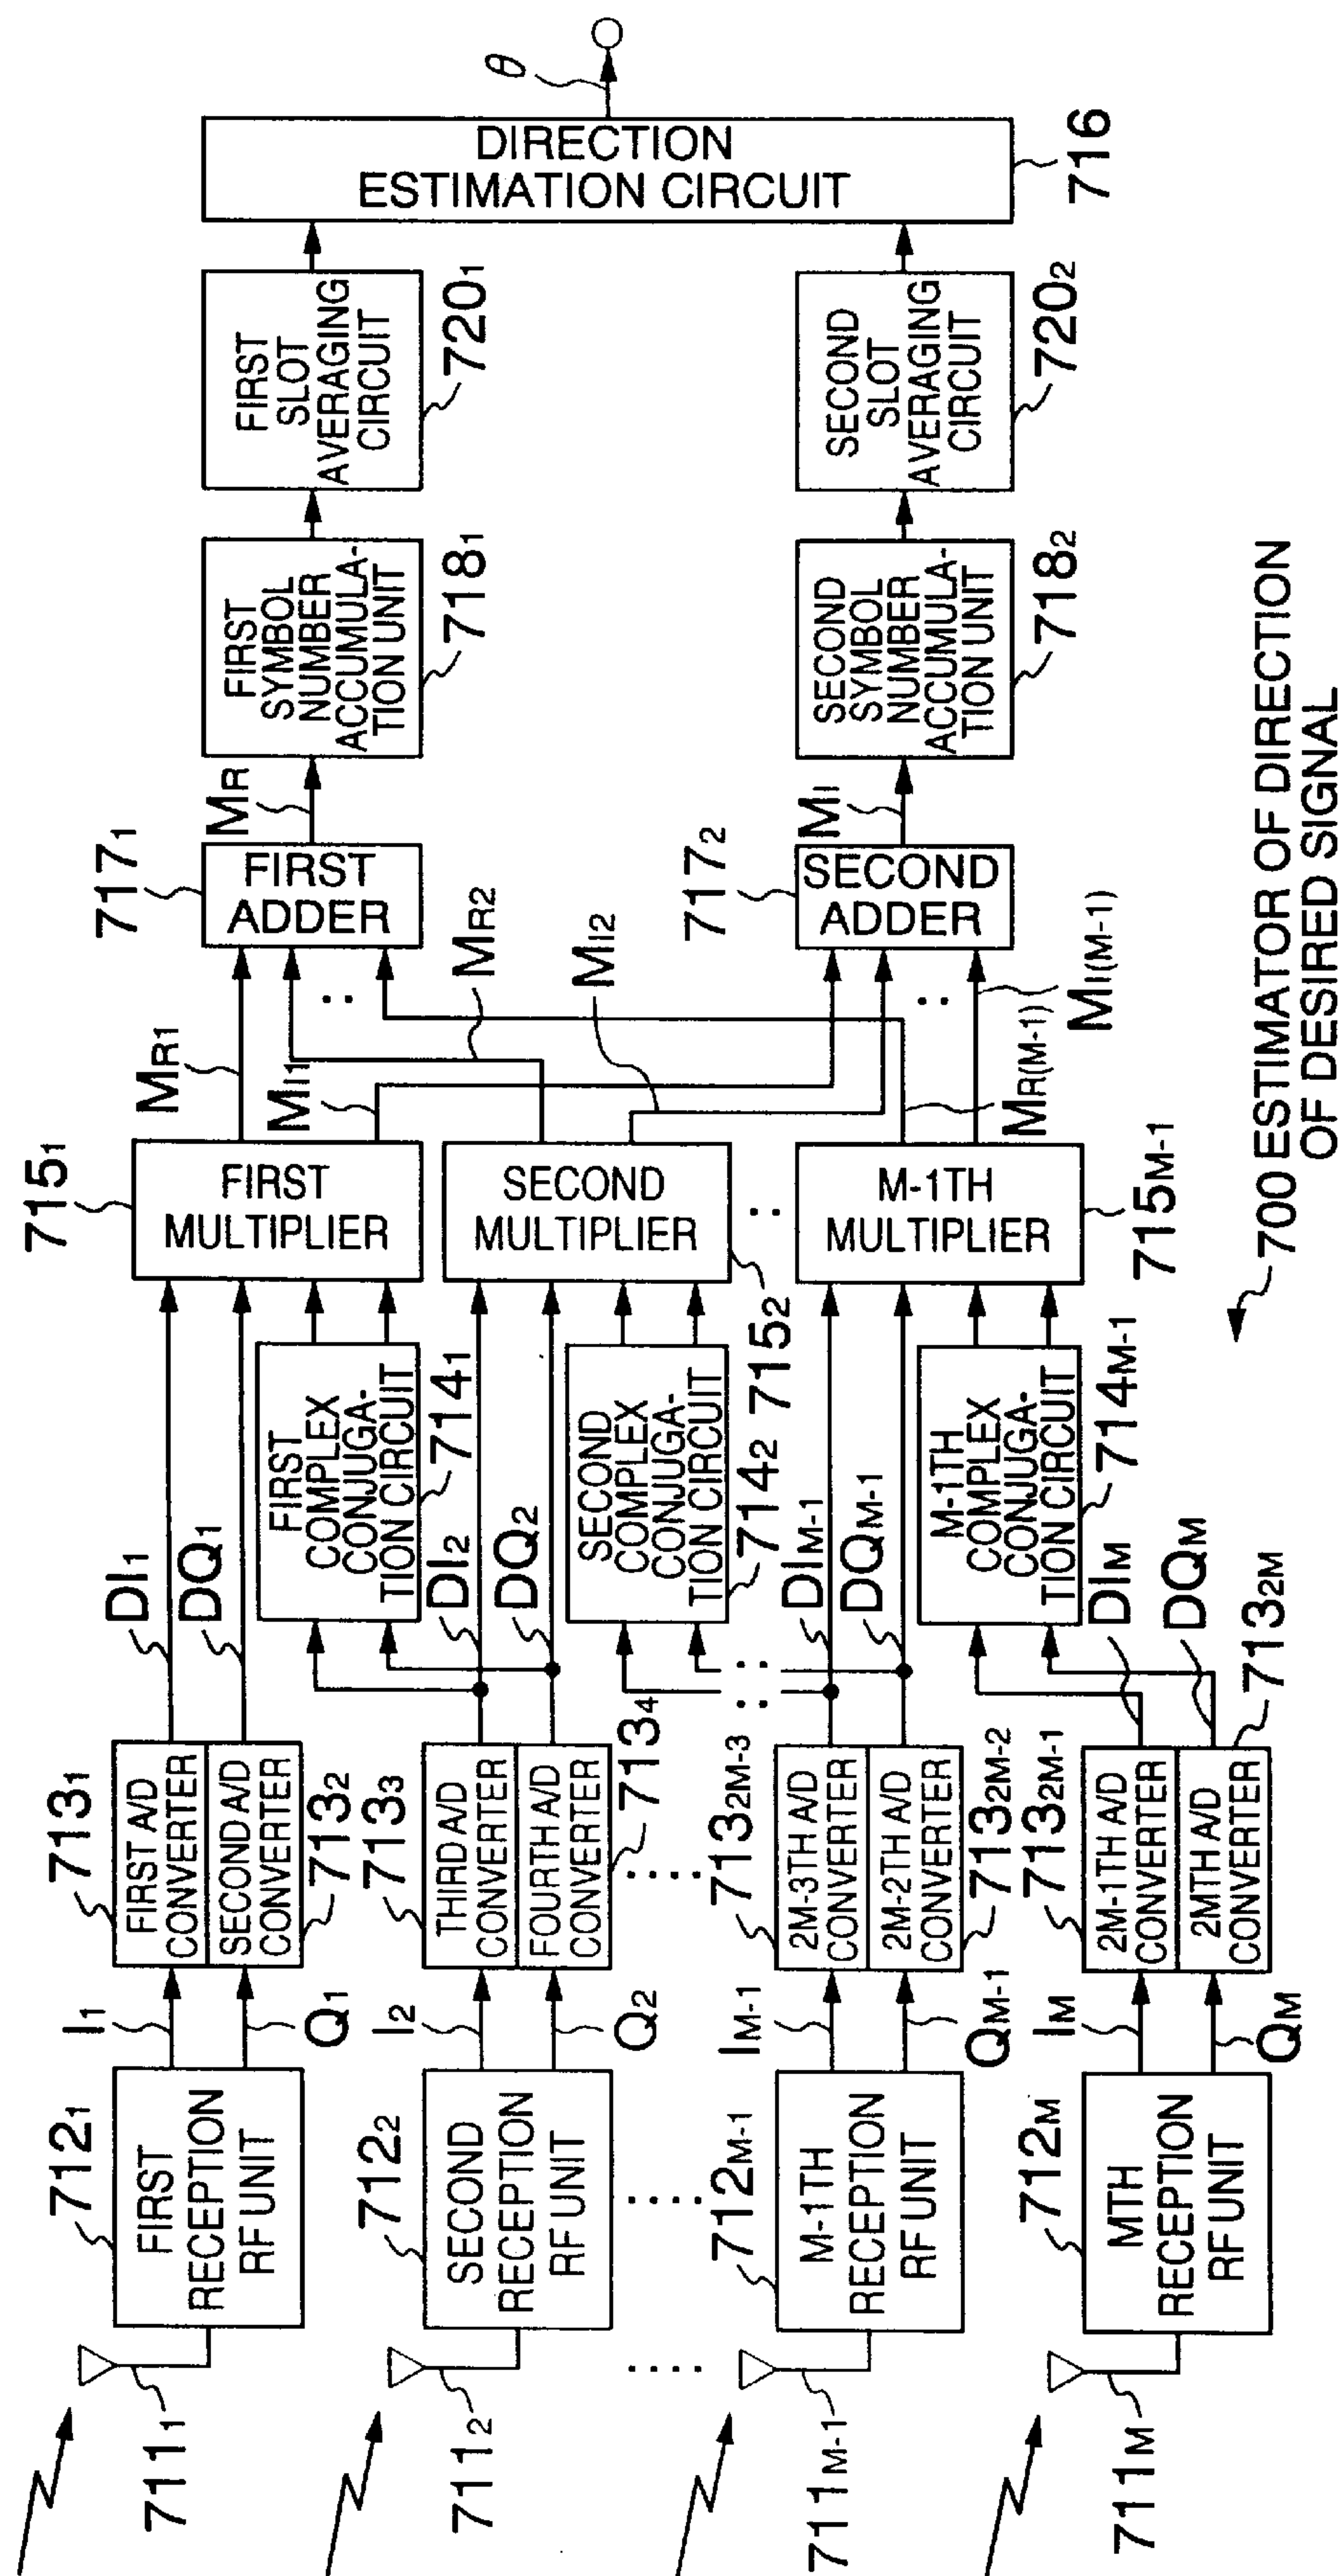 711₁
711₂
711M-1
711M
712₁
FIRST
RECEPTION
RF UNIT
712₂
SECOND
RECEPTION
RF UNIT
....
....
712M-1
M-1TH
RECEPTION
RF UNIT
712M
MTH
RECEPTION
RF UNIT
I₁
Q₁
I₂
Q₂
IM-1
QM-1
IM
QM
713₁
FIRST A/D
CONVERTER
SECOND A/D
CONVERTER
713₂
713₃
THIRD A/D
CONVERTER
FOURTH A/D
CONVERTER
713₄
....
713₂M-3
2M-3TH A/D
CONVERTER
2M-2TH A/D
CONVERTER
713₂M-2
713₂M-1
2M-1TH A/D
CONVERTER
2MTH A/D
CONVERTER
713₂M
DI₁
DQ₁
DI₂
DQ₂
DIM-1
DQM-1
DIM
DQM
FIRST
COMPLEX
CONJUGA-
TION CIRCUIT
714₁
SECOND
COMPLEX
CONJUGA-
TION CIRCUIT
714₂
M-1TH
COMPLEX
CONJUGA-
TION CIRCUIT
714M-1
715₁
FIRST
MULTIPLIER
SECOND
MULTIPLIER
715₂
M-1TH
MULTIPLIER
715M-1
MR1
MI1
MR2
MI2
MR(M-1)
MI(M-1)
717₁
FIRST
ADDER
717₂
SECOND
ADDER
MR
MI
FIRST
SYMBOL
NUMBER
ACCUMULA-
TION UNIT
718₁
SECOND
SYMBOL
NUMBER
ACCUMULA-
TION UNIT
718₂
FIRST
SLOT
AVERAGING
CIRCUIT
720₁
SECOND
SLOT
AVERAGING
CIRCUIT
720₂
DIRECTION
ESTIMATION CIRCUIT
716
θ
700 ESTIMATOR OF DIRECTION
OF DESIRED SIGNAL